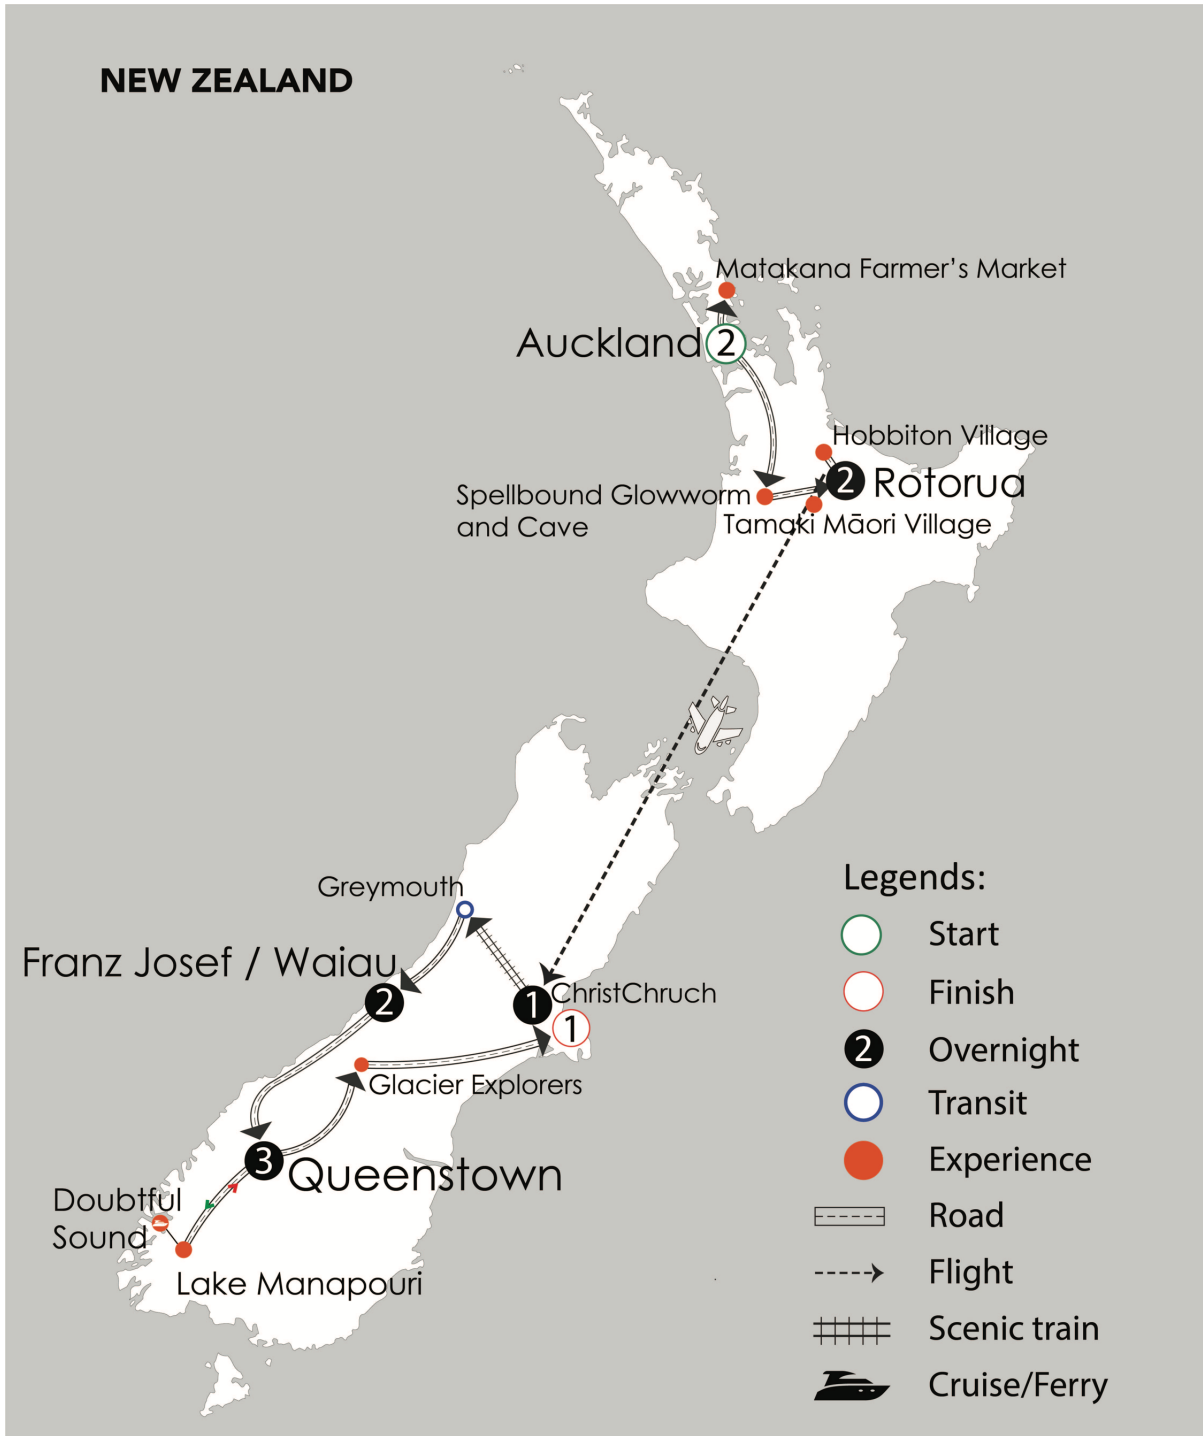 NEW ZEALAND
Matakana Farmer's Market
Auckland 2
Hobbiton Village
2 Rotorua
Spellbound Glowworm
and Cave
Tamaki Māori Village
Greymouth
Franz Josef / Waiau
2
1 ChristChruch
1
Glacier Explorers
3 Queenstown
Doubtful
Sound
Lake Manapouri
Legends:
Start
Finish
2 Overnight
Transit
Experience
Road
Flight
Scenic train
Cruise/Ferry